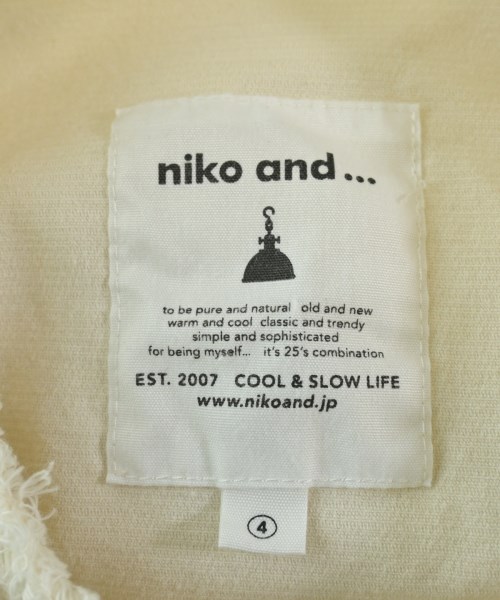 niko and ...
to be pure and natural old and new
warm and cool classic and trendy
simple and sophisticated
for being myself... it's 25's combination
EST. 2007 COOL & SLOW LIFE
www.nikoand.jp
4